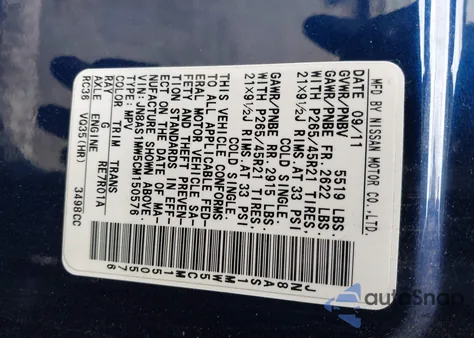 MFD BY NISSAN MOTOR CO.,LTD.
DATE 09/11
GVWR/PNBV 5519 LBS.
GAWR/PNBE FR. 2822 LBS.
WITH P265/45R21 TIRES.
21X9½J RIMS AT 33 PSI
COLD SINGLE.
GAWR/PNBE RR. 2915 LBS.
WITH P265/45R21 TIRES.
21X9½J RIMS AT 33 PSI
COLD SINGLE.
THIS VEHICLE CONFORMS
TO ALL APPLICABLE FED-
ERAL MOTOR VEHICLE SA-
FETY AND THEFT PREVEN-
TION STANDARDS IN EFF-
ECT ON THE DATE OF MA-
NUFACTURE SHOWN ABOVE.
VIN:JN8AS1MW5CM150576
TYPE: MPV
COLOR TRIM TRANS
RAY G RE7R01A
AXLE ENGINE
RC36 VG35(HR) 3498CC
JN8AS1MW5CM150576
autoSnap